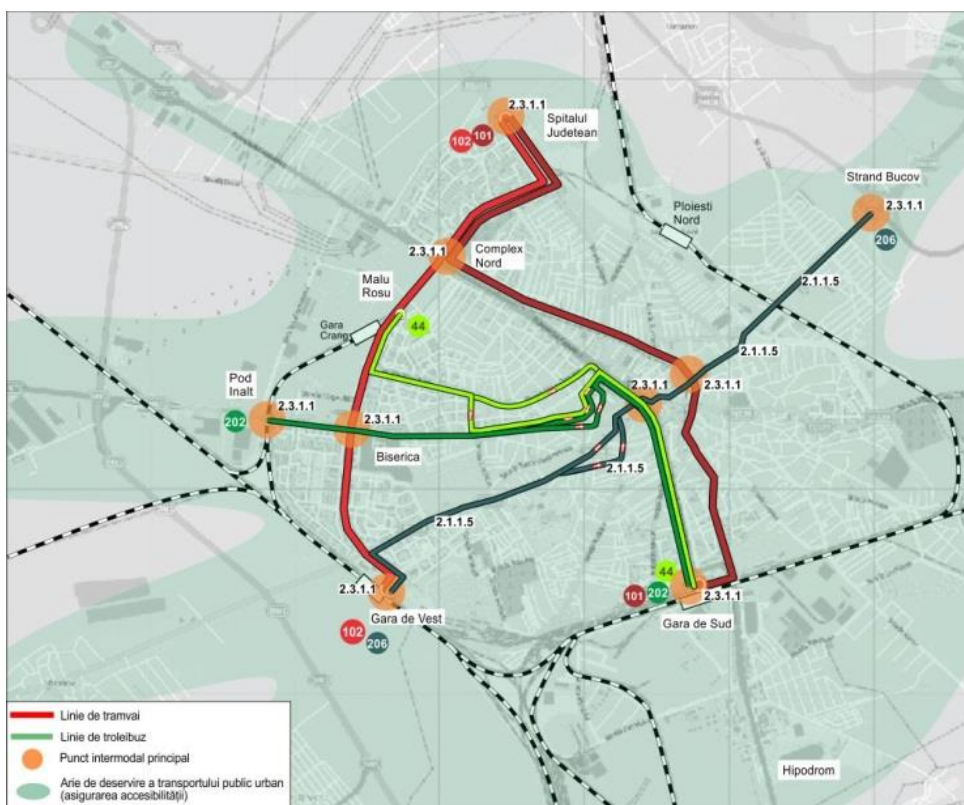 2.3.1.1
Spitalul
Judetean
102
101
Strand Bucov
2.3.1.1
206
Ploiesti
Nord
2.3.1.1
Complex
Nord
Malu
Rosu
2.1.1.5
44
Gara
Crang
2.1.1.5
Pod
Inalt
2.3.1.1
2.3.1.1
2.3.1.1
202
2.3.1.1
Biserica
2.1.1.5
2.1.1.5
2.3.1.1
44
101
202
2.3.1.1
Gara de Vest
Gara de Sud
102
206
Linie de tramvai
Linie de troleibuz
Punct intermodal principal
Arie de deservire a transportului public urban
(asigurarea accesibilității)
Hipodrom